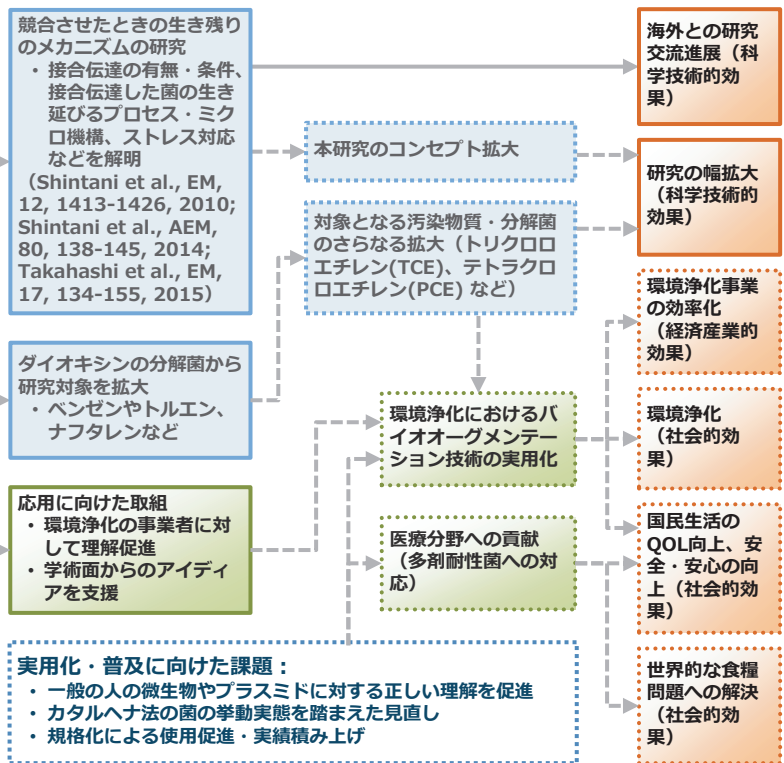 競合させたときの生き残り
のメカニズムの研究
・ 接合伝達の有無・条件、
接合伝達した菌の生き
延びるプロセス・ミク
ロ機構、ストレス対応
などを解明
（Shintani et al., EM,
12, 1413-1426, 2010;
Shintani et al., AEM,
80, 138-145, 2014;
Takahashi et al., EM,
17, 134-155, 2015）
ダイオキシンの分解菌から
研究対象を拡大
・ ベンゼンやトルエン、
ナフタレンなど
応用に向けた取組
・ 環境浄化の事業者に対
して理解促進
・ 学術面からのアイディ
アを支援
本研究のコンセプト拡大
対象となる汚染物質・分解菌
のさらなる拡大（トリクロロ
エチレン(TCE)、テトラクロ
ロエチレン(PCE) など）
環境浄化におけるバ
イオオーグメンテー
ション技術の実用化
医療分野への貢献
（多剤耐性菌への対
応）
実用化・普及に向けた課題：
・ 一般の人の微生物やプラスミドに対する正しい理解を促進
・ カタルヘナ法の菌の挙動実態を踏まえた見直し
・ 規格化による使用促進・実績積み上げ
海外との研究
交流進展（科
学技術的効
果）
研究の幅拡大
（科学技術的
効果）
環境浄化事業
の効率化
（経済産業的
効果）
環境浄化
（社会的効
果）
国民生活の
QOL向上、安
全・安心の向
上（社会的効
果）
世界的な食糧
問題への解決
（社会的効
果）